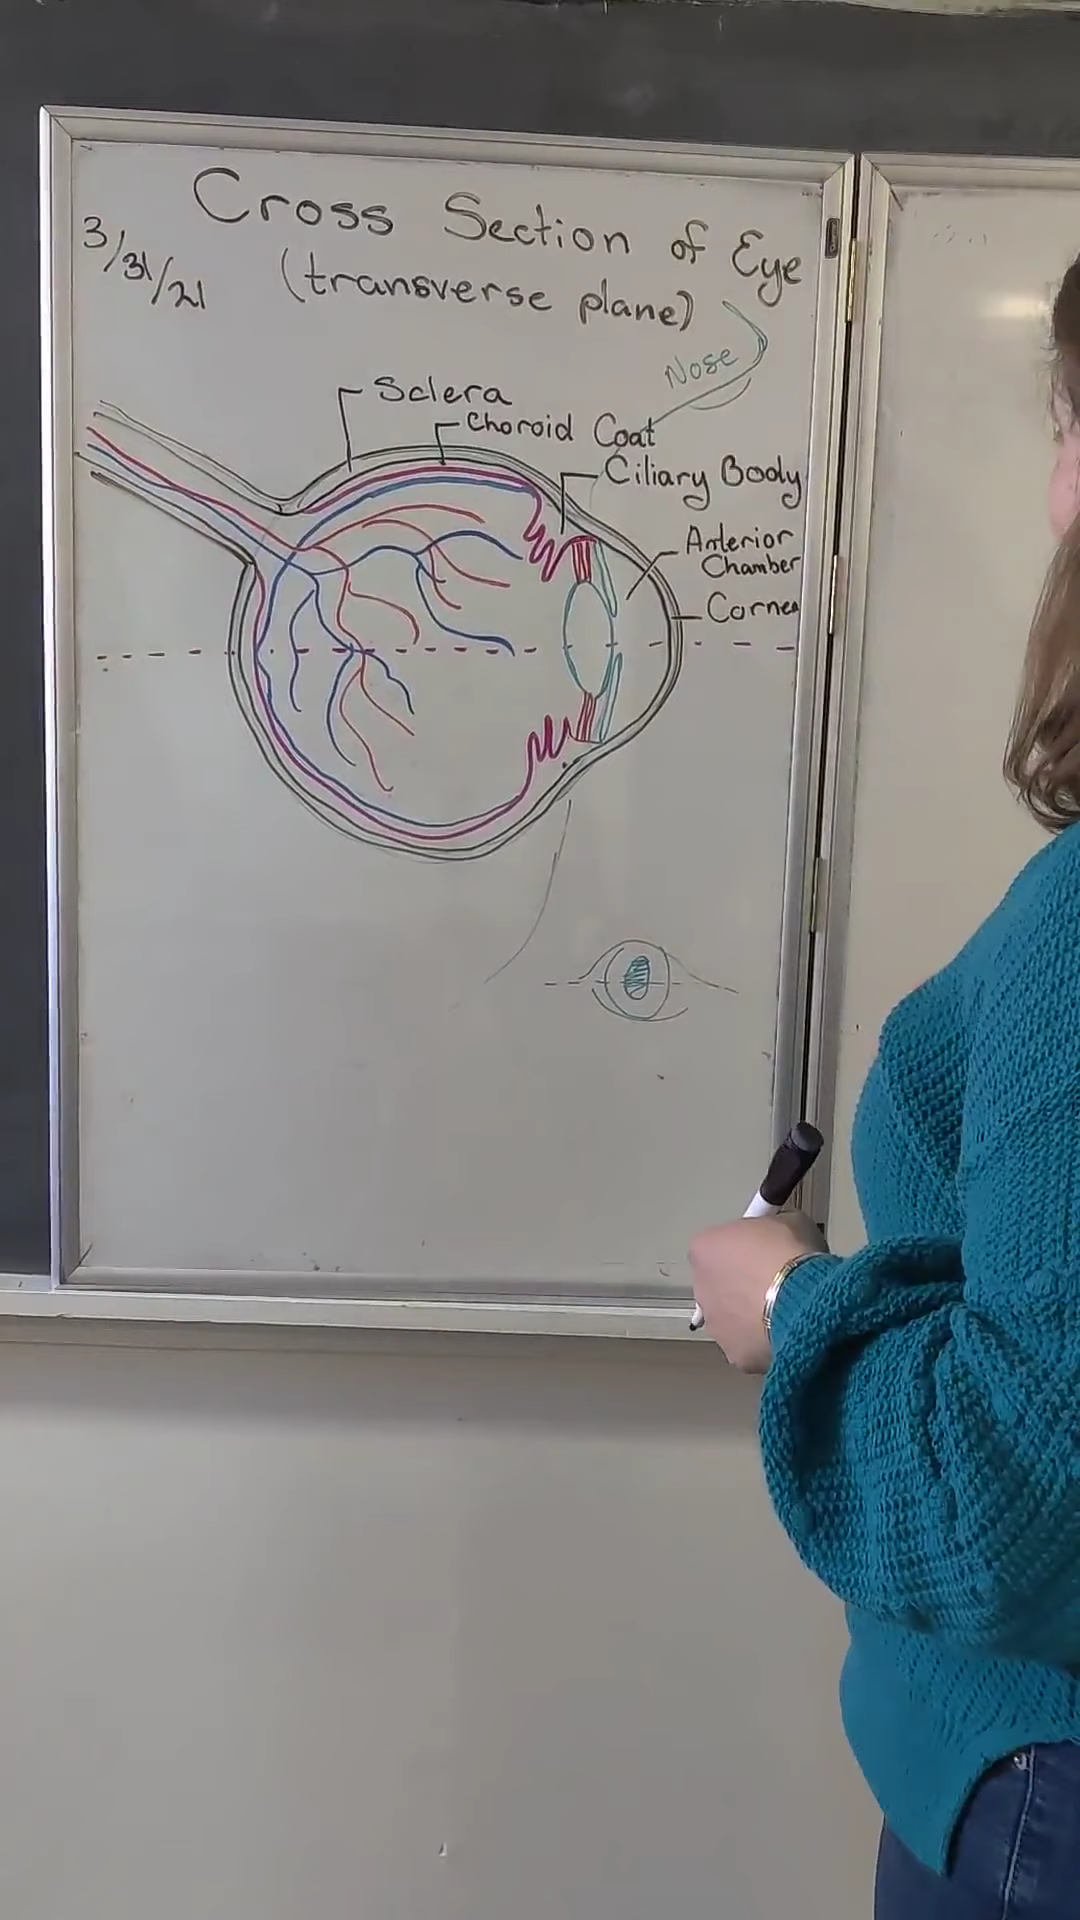 Cross Section of Eye
3/31/21
(transverse plane)
Nose
Sclera
Choroid Coat
Ciliary Body
Anterior
Chamber
Cornea